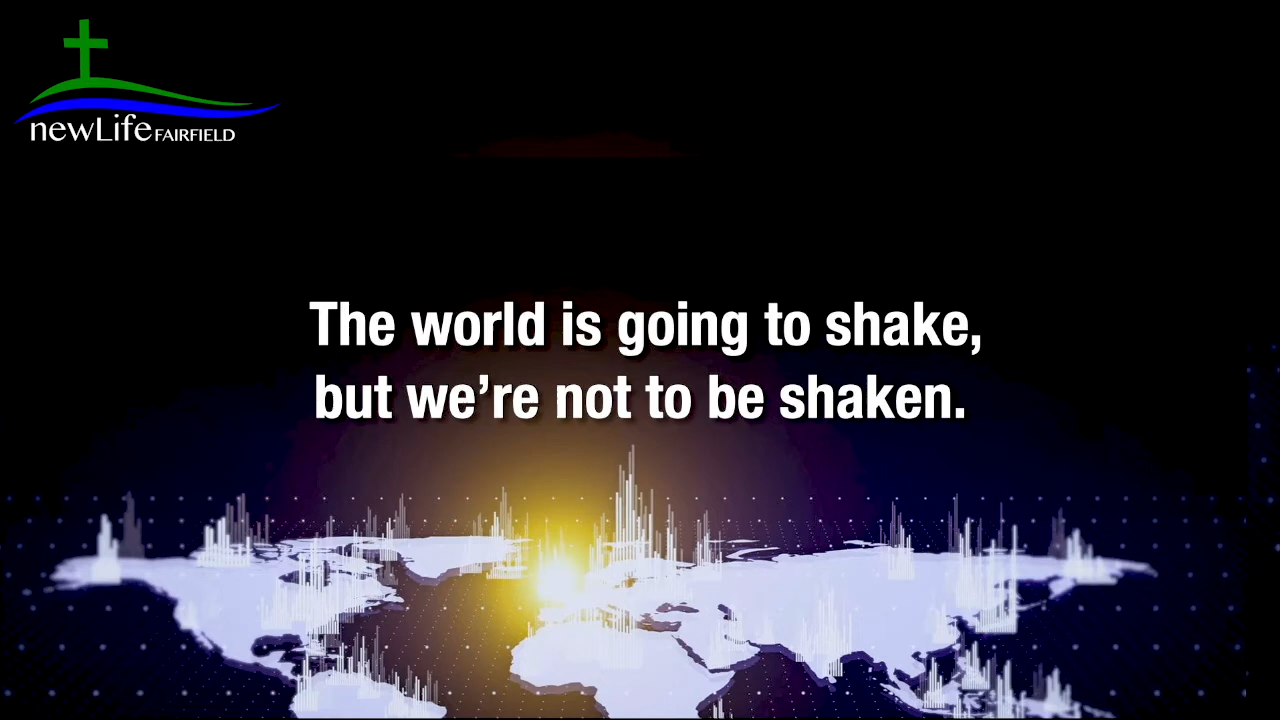 newLife FAIRFIELD
The world is going to shake,
but we’re not to be shaken.